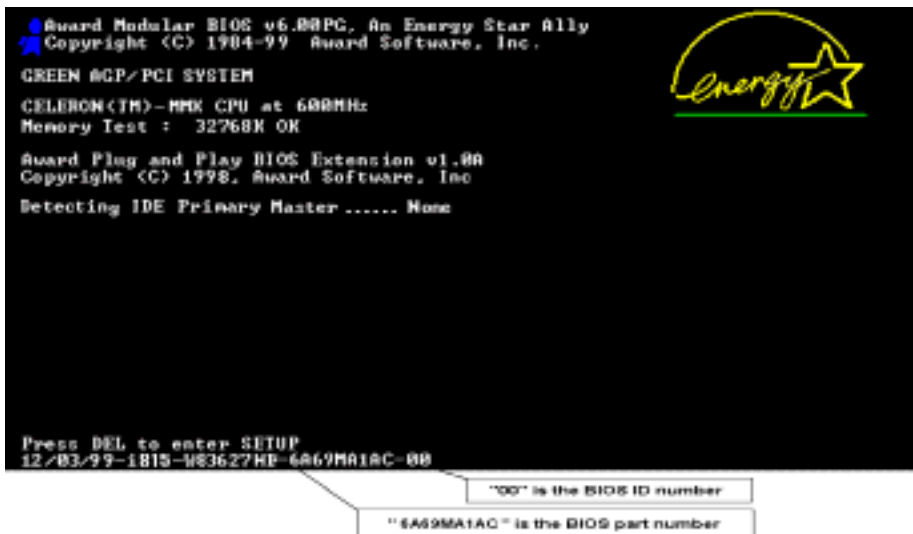 Award Modular BIOS v6.00PG, An Energy Star Ally
Copyright (C) 1984-99 Award Software, Inc.
energy
GREEN AGP/PCI SYSTEM
CELERON(TM)-MMX CPU at 600MHz
Memory Test : 32768K OK
Award Plug and Play BIOS Extension v1.0A
Copyright (C) 1998, Award Software, Inc
Detecting IDE Primary Master ...... None
Press DEL to enter SETUP
12/03/99-i815-W83627HF-6A69MA1AC-00
"00" is the BIOS ID number
"6A69MA1AC" is the BIOS part number